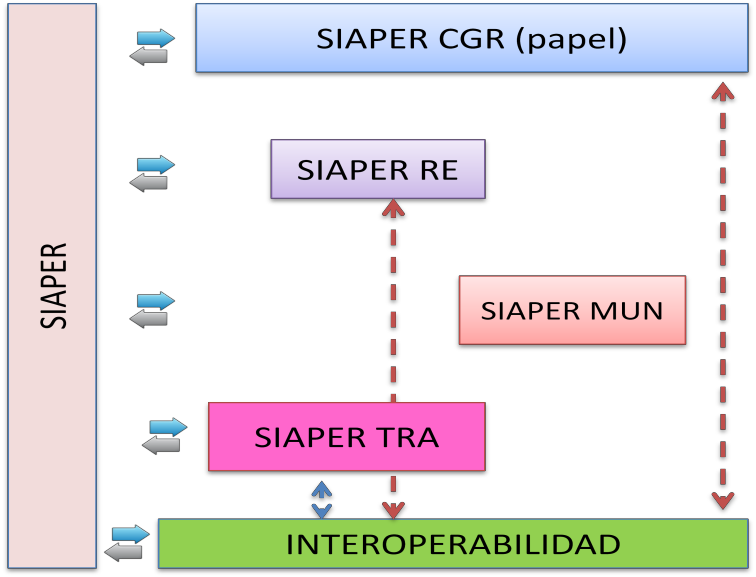 SIAPER
SIAPER CGR (papel)
SIAPER RE
SIAPER MUN
SIAPER TRA
INTEROPERABILIDAD